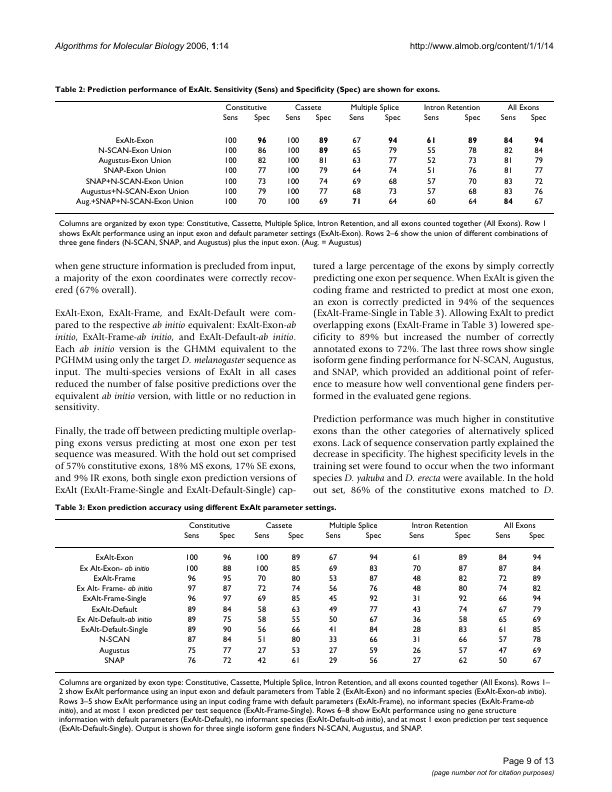 Algorithms for Molecular Biology 2006, 1:14 http://www.almob.org/content/1/1/14
Table 2: Prediction performance of ExAlt. Sensitivity (Sens) and Specificity (Spec) are shown for exons.
Constitutive Cassete Multiple Splice Intron Retention All Exons
Sens Spec Sens Spec Sens Spec Sens Spec Sens Spec
ExAlt-Exon 100 96 100 89 67 94 61 89 84 94
N-SCAN-Exon Union 100 86 100 89 65 79 55 78 82 84
Augustus-Exon Union 100 82 100 81 63 77 52 73 81 79
SNAP-Exon Union 100 77 100 79 64 74 51 76 81 77
SNAP+N-SCAN-Exon Union 100 73 100 74 69 68 57 70 83 72
Augustus+N-SCAN-Exon Union 100 79 100 77 68 73 57 68 83 76
Aug.+SNAP+N-SCAN-Exon Union 100 70 100 69 71 64 60 64 84 67
Columns are organized by exon type: Constitutive, Cassette, Multiple Splice, Intron Retention, and all exons counted together (All Exons). Row 1
shows ExAlt performance using an input exon and default parameter settings (ExAlt-Exon). Rows 2–6 show the union of different combinations of
three gene finders (N-SCAN, SNAP, and Augustus) plus the input exon. (Aug. = Augustus)
when gene structure information is precluded from input,
a majority of the exon coordinates were correctly recov-
ered (67% overall).
ExAlt-Exon, ExAlt-Frame, and ExAlt-Default were com-
pared to the respective ab initio equivalent: ExAlt-Exon-ab
initio, ExAlt-Frame-ab initio, and ExAlt-Default-ab initio.
Each ab initio version is the GHMM equivalent to the
PGHMM using only the target D. melanogaster sequence as
input. The multi-species versions of ExAlt in all cases
reduced the number of false positive predictions over the
equivalent ab initio version, with little or no reduction in
sensitivity.
Finally, the trade off between predicting multiple overlap-
ping exons versus predicting at most one exon per test
sequence was measured. With the hold out set comprised
of 57% constitutive exons, 18% MS exons, 17% SE exons,
and 9% IR exons, both single exon prediction versions of
ExAlt (ExAlt-Frame-Single and ExAlt-Default-Single) cap-
tured a large percentage of the exons by simply correctly
predicting one exon per sequence. When ExAlt is given the
coding frame and restricted to predict at most one exon,
an exon is correctly predicted in 94% of the sequences
(ExAlt-Frame-Single in Table 3). Allowing ExAlt to predict
overlapping exons (ExAlt-Frame in Table 3) lowered spe-
cificity to 89% but increased the number of correctly
annotated exons to 72%. The last three rows show single
isoform gene finding performance for N-SCAN, Augustus,
and SNAP, which provided an additional point of refer-
ence to measure how well conventional gene finders per-
formed in the evaluated gene regions.
Prediction performance was much higher in constitutive
exons than the other categories of alternatively spliced
exons. Lack of sequence conservation partly explained the
decrease in specificity. The highest specificity levels in the
training set were found to occur when the two informant
species D. yakuba and D. erecta were available. In the hold
out set, 86% of the constitutive exons matched to D.
Table 3: Exon prediction accuracy using different ExAlt parameter settings.
Constitutive Cassete Multiple Splice Intron Retention All Exons
Sens Spec Sens Spec Sens Spec Sens Spec Sens Spec
ExAlt-Exon 100 96 100 89 67 94 61 89 84 94
Ex Alt-Exon- ab initio 100 88 100 85 69 83 70 87 87 84
ExAlt-Frame 96 95 70 80 53 87 48 82 72 89
Ex Alt- Frame- ab initio 97 87 72 74 56 76 48 80 74 82
ExAlt-Frame-Single 96 97 69 85 45 92 31 92 66 94
ExAlt-Default 89 84 58 63 49 77 43 74 67 79
Ex Alt-Default-ab initio 89 75 58 55 50 67 36 58 65 69
ExAlt-Default-Single 89 90 56 66 41 84 28 83 61 85
N-SCAN 87 84 51 80 33 66 31 66 57 78
Augustus 75 77 27 53 27 59 26 57 47 69
SNAP 76 72 42 61 29 56 27 62 50 67
Columns are organized by exon type: Constitutive, Cassette, Multiple Splice, Intron Retention, and all exons counted together (All Exons). Rows 1–
2 show ExAlt performance using an input exon and default parameters from Table 2 (ExAlt-Exon) and no informant species (ExAlt-Exon-ab initio).
Rows 3–5 show ExAlt performance using an input coding frame with default parameters (ExAlt-Frame), no informant species (ExAlt-Frame-ab
initio), and at most 1 exon predicted per test sequence (ExAlt-Frame-Single). Rows 6–8 show ExAlt performance using no gene structure
information with default parameters (ExAlt-Default), no informant species (ExAlt-Default-ab initio), and at most 1 exon prediction per test sequence
(ExAlt-Default-Single). Output is shown for three single isoform gene finders N-SCAN, Augustus, and SNAP.
Page 9 of 13
(page number not for citation purposes)